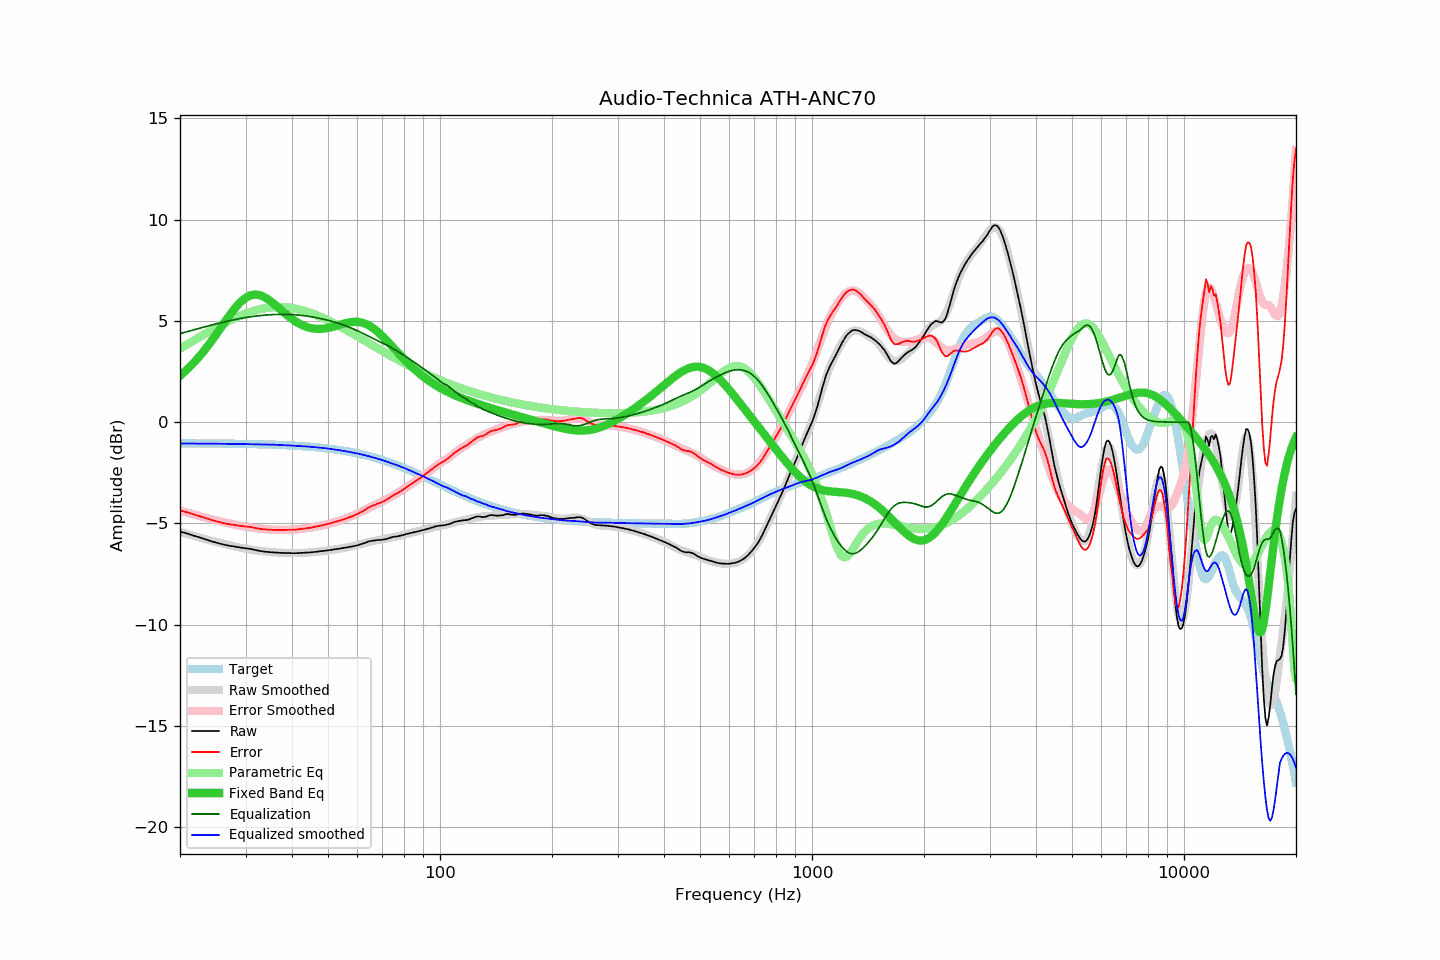 Audio-Technica ATH-ANC70
15
10
5
0
−5
−10
−15
−20
Amplitude (dBr)
Target
Raw Smoothed
Error Smoothed
Raw
Error
Parametric Eq
Fixed Band Eq
Equalization
Equalized smoothed
100 1000 10000
Frequency (Hz)